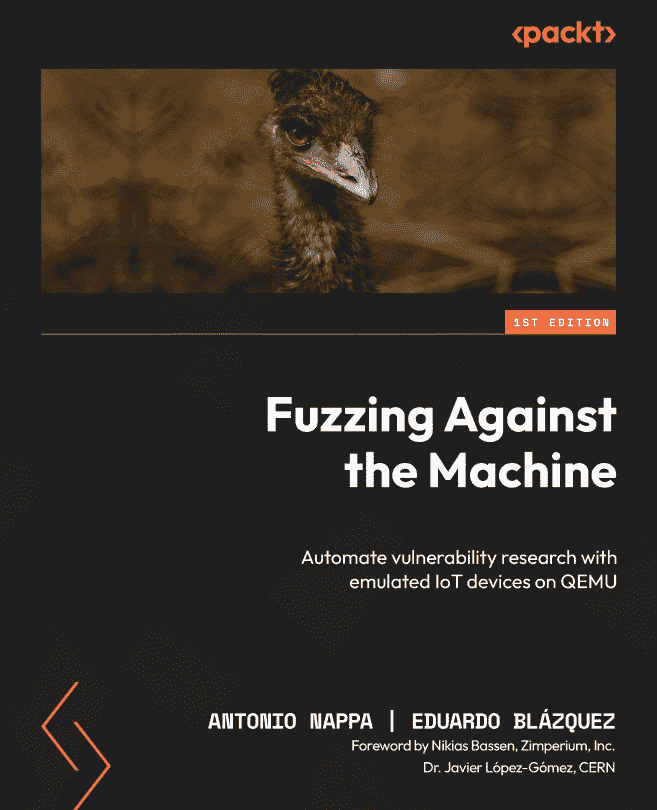 <packt>
1ST EDITION
Fuzzing Against
the Machine
Automate vulnerability research with
emulated IoT devices on QEMU
ANTONIO NAPPA | EDUARDO BLÁZQUEZ
Foreword by Nikias Bassen, Zimperium, Inc.
Dr. Javier López-Gómez, CERN